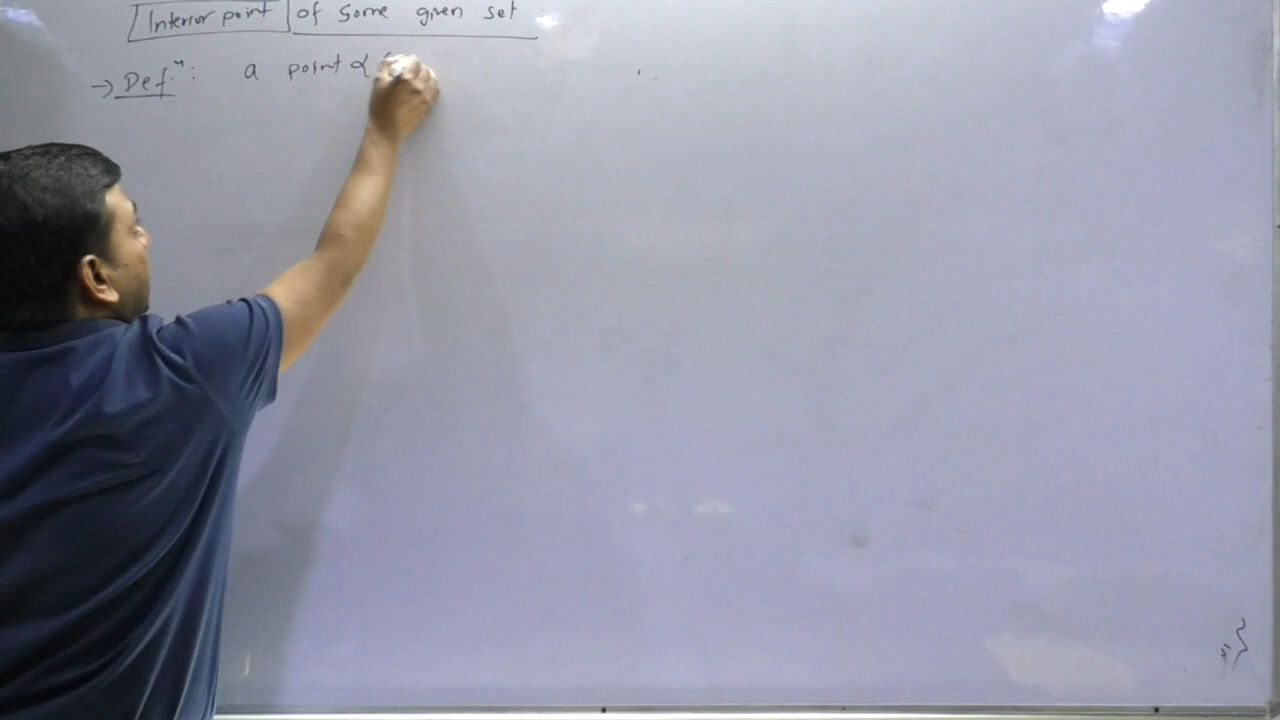 Interior point of some given set
→ Defⁿ: a point α